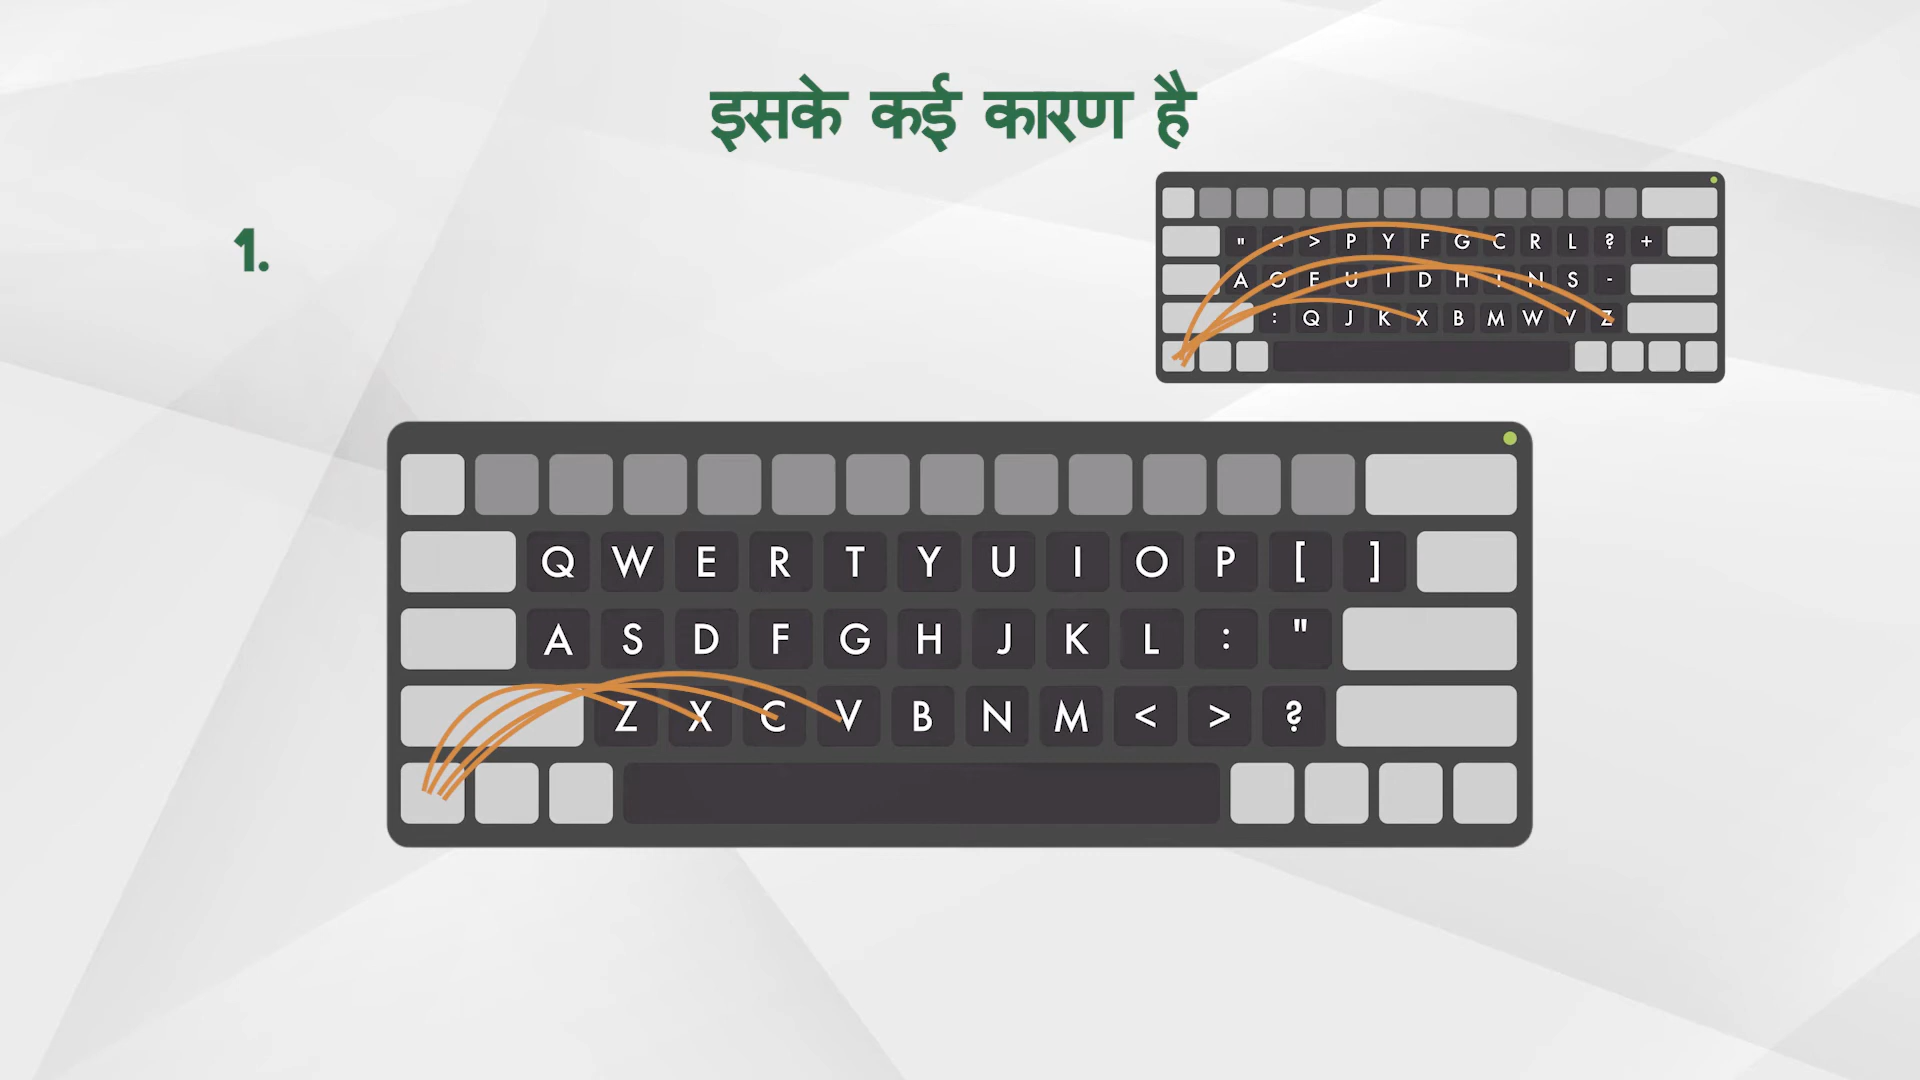 इसके कई कारण है
1.
" < > P Y F G C R L ? +
A O E U I D H T N S -
: Q J K X B M W V Z
Q W E R T Y U I O P [ ]
A S D F G H J K L : "
Z X C V B N M < > ?